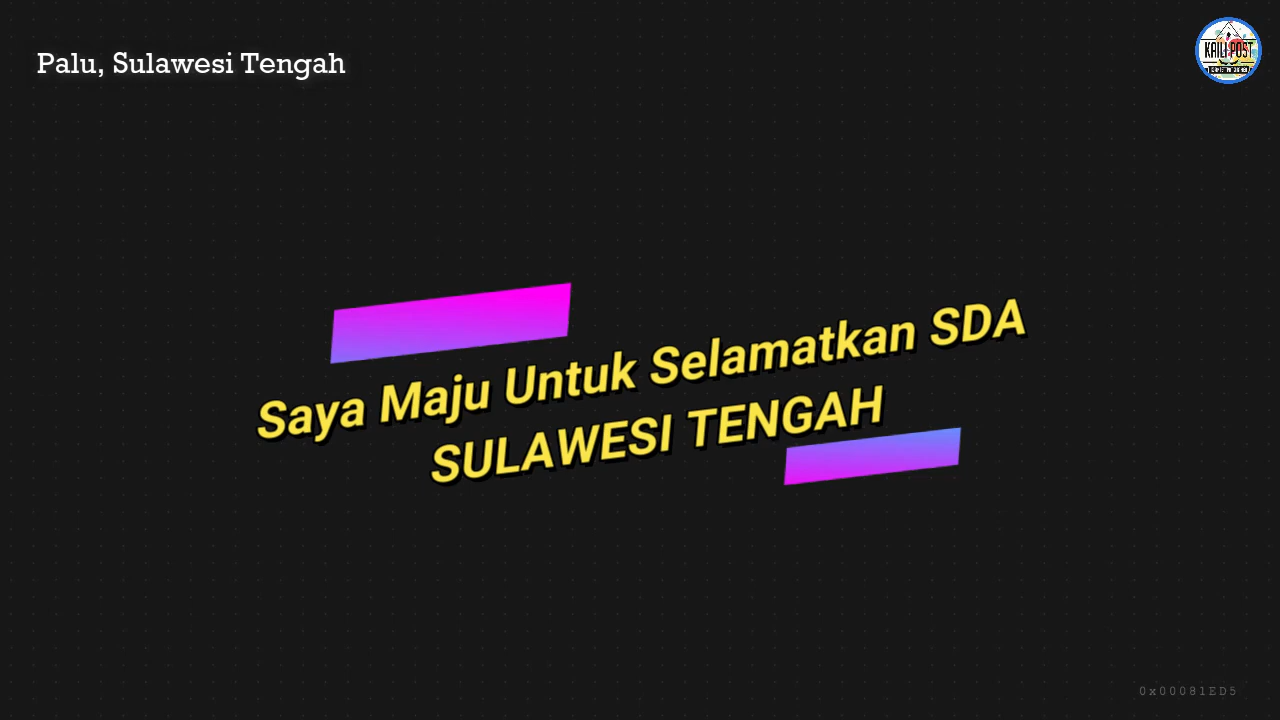 Palu, Sulawesi Tengah
KAILI POST
Saya Maju Untuk Selamatkan SDA
SULAWESI TENGAH
0x00081ED5